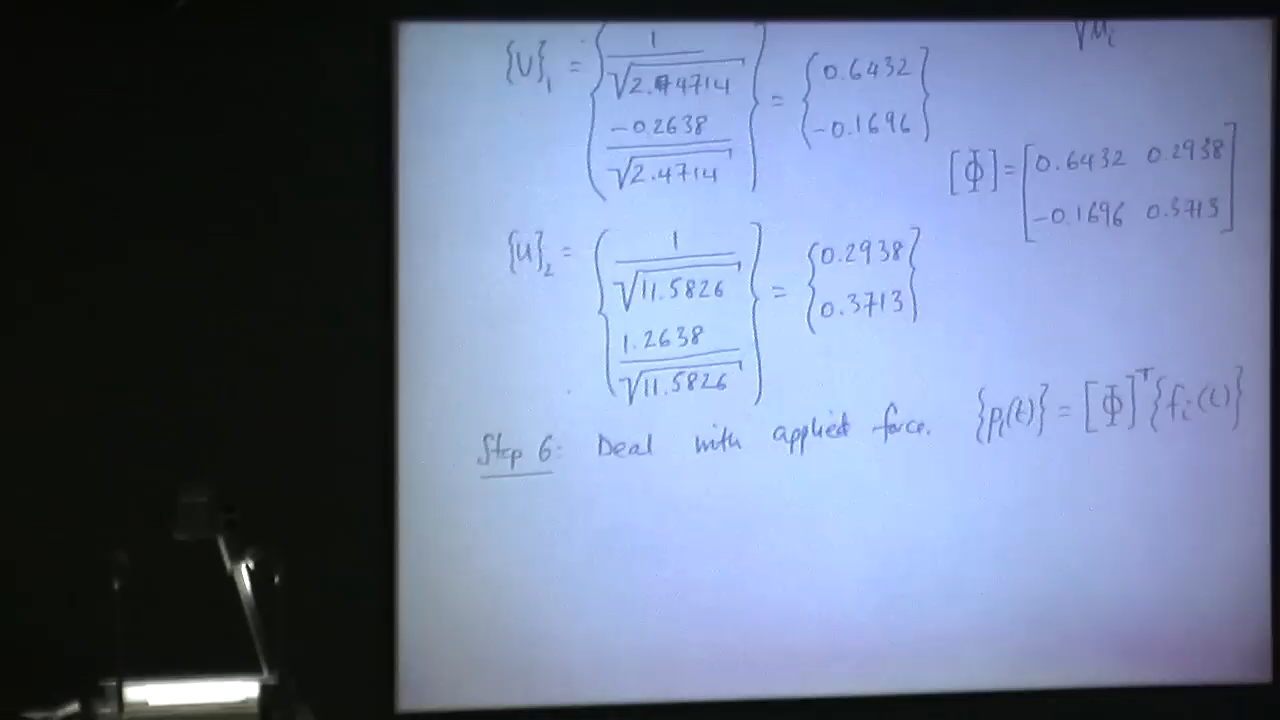 √Mᵢ
{U}₁ = { 1/√2.4714, -0.2638/√2.4714 } = { 0.6432, -0.1696 }
[Φ] = [ 0.6432 0.2938, -0.1696 0.3713 ]
{U}₂ = { 1/√11.5826, 1.2638/√11.5826 } = { 0.2938, 0.3713 }
Step 6: Deal with applied force. {pᵢ(t)} = [Φ]ᵀ{fᵢ(t)}